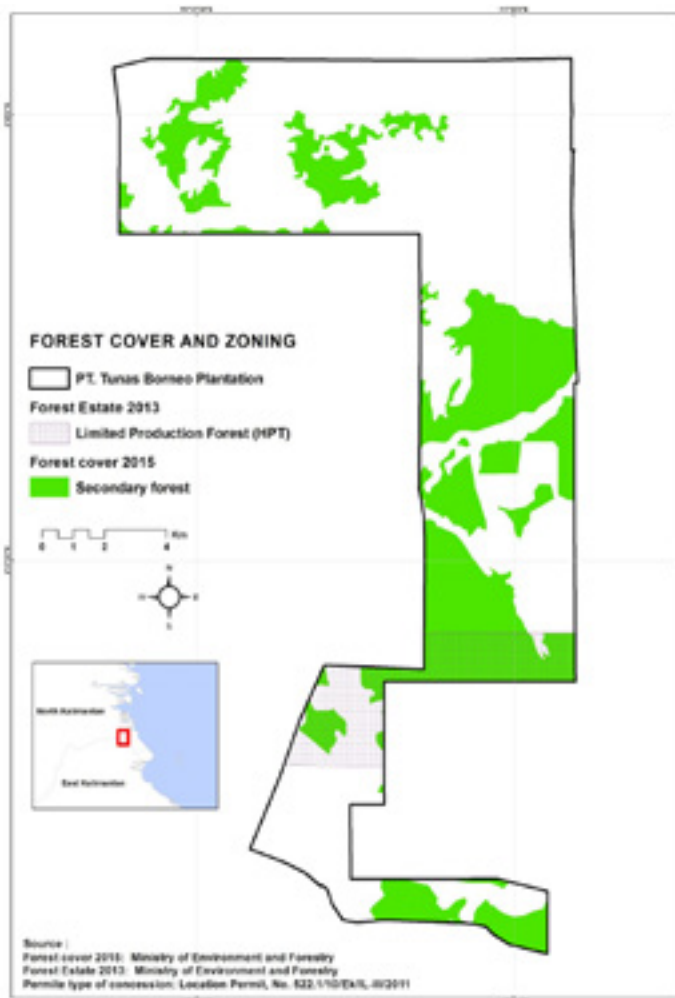 FOREST COVER AND ZONING
PT. Tunas Borneo Plantation
Forest Estate 2013
Limited Production Forest (HPT)
Forest cover 2015
Secondary forest
Km
0 1 2 4
N
W E
S
North Kalimantan
East Kalimantan
Source :
Forest cover 2015: Ministry of Environment and Forestry
Forest Estate 2013: Ministry of Environment and Forestry
Permite type of concession: Location Permit, No.